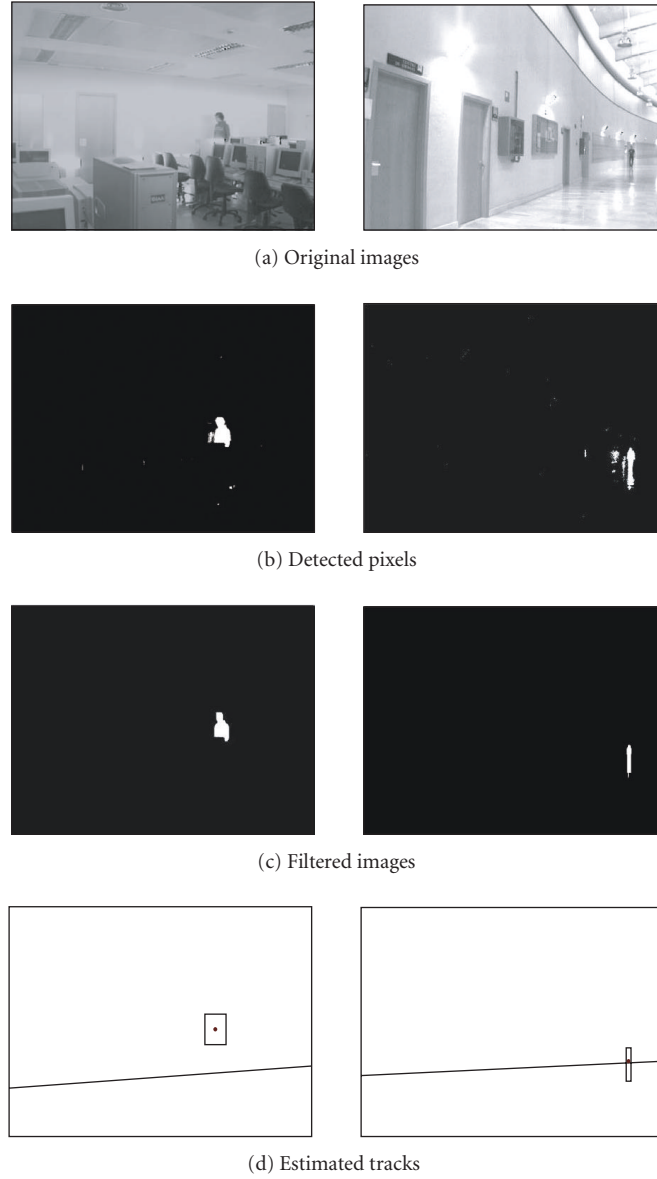 (a) Original images
(b) Detected pixels
(c) Filtered images
(d) Estimated tracks